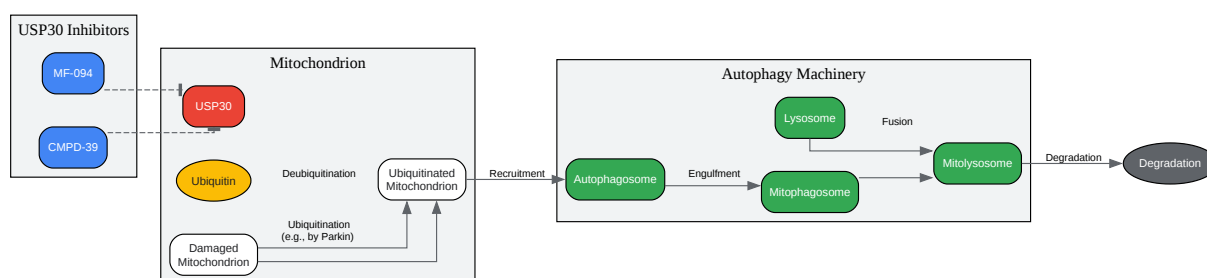 USP30 Inhibitors
MF-094
CMPD-39
Mitochondrion
USP30
Ubiquitin
Deubiquitination
Ubiquitinated
Mitochondrion
Ubiquitination
(e.g., by Parkin)
Damaged
Mitochondrion
Recruitment
Autophagy Machinery
Lysosome
Fusion
Autophagosome
Engulfment
Mitophagosome
Mitolysosome
Degradation
Degradation